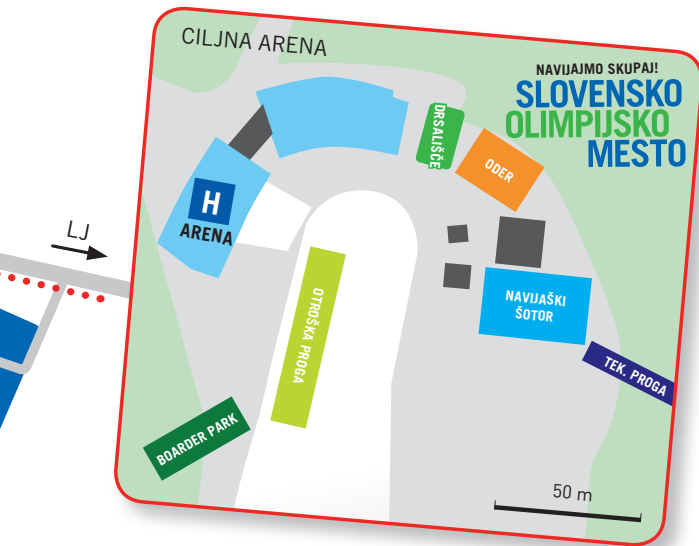 CILJNA ARENA
NAVIJAJMO SKUPAJ!
SLOVENSKO
OLIMPIJSKO
MESTO
DRSALIŠČE
ODER
H
ARENA
LJ
OTROŠKA PROGA
NAVIJAŠKI
ŠOTOR
TEK. PROGA
BOARDER PARK
50 m